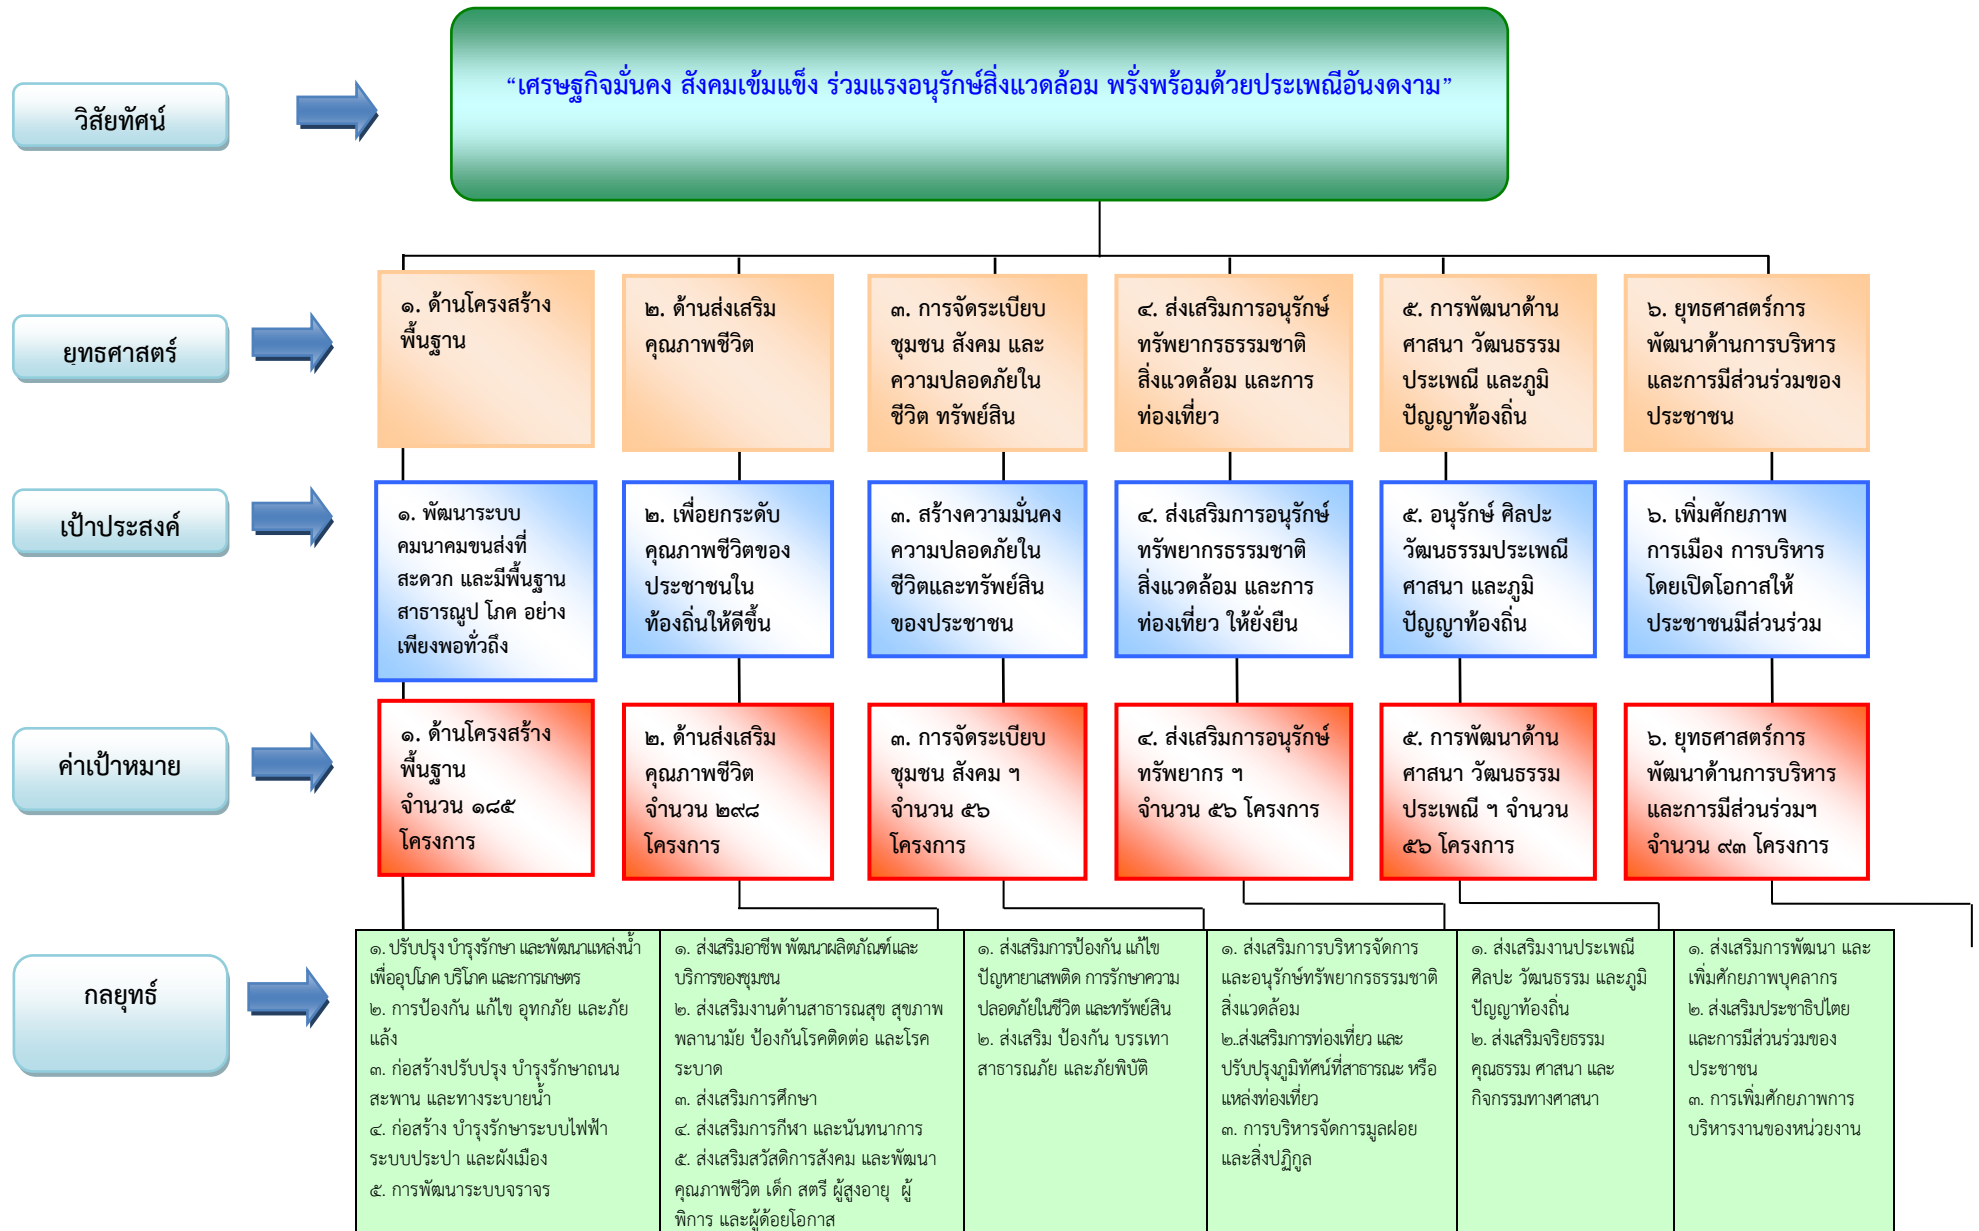 วิสัยทัศน์
“เศรษฐกิจมั่นคง สังคมเข้มแข็ง ร่วมแรงอนุรักษ์สิ่งแวดล้อม พรั่งพร้อมด้วยประเพณีอันงดงาม”
ยุทธศาสตร์
๑. ด้านโครงสร้าง
พื้นฐาน
๒. ด้านส่งเสริม
คุณภาพชีวิต
๓. การจัดระเบียบ
ชุมชน สังคม และ
ความปลอดภัยใน
ชีวิต ทรัพย์สิน
๔. ส่งเสริมการอนุรักษ์
ทรัพยากรธรรมชาติ
สิ่งแวดล้อม และการ
ท่องเที่ยว
๕. การพัฒนาด้าน
ศาสนา วัฒนธรรม
ประเพณี และภูมิ
ปัญญาท้องถิ่น
๖. ยุทธศาสตร์การ
พัฒนาด้านการบริหาร
และการมีส่วนร่วมของ
ประชาชน
เป้าประสงค์
๑. พัฒนาระบบ
คมนาคมขนส่งที่
สะดวก และมีพื้นฐาน
สาธารณูป โภค อย่าง
เพียงพอทั่วถึง
๒. เพื่อยกระดับ
คุณภาพชีวิตของ
ประชาชนใน
ท้องถิ่นให้ดีขึ้น
๓. สร้างความมั่นคง
ความปลอดภัยใน
ชีวิตและทรัพย์สิน
ของประชาชน
๔. ส่งเสริมการอนุรักษ์
ทรัพยากรธรรมชาติ
สิ่งแวดล้อม และการ
ท่องเที่ยว ให้ยั่งยืน
๕. อนุรักษ์ ศิลปะ
วัฒนธรรมประเพณี
ศาสนา และภูมิ
ปัญญาท้องถิ่น
๖. เพิ่มศักยภาพ
การเมือง การบริหาร
โดยเปิดโอกาสให้
ประชาชนมีส่วนร่วม
ค่าเป้าหมาย
๑. ด้านโครงสร้าง
พื้นฐาน
จำนวน ๑๘๕
โครงการ
๒. ด้านส่งเสริม
คุณภาพชีวิต
จำนวน ๒๙๘
โครงการ
๓. การจัดระเบียบ
ชุมชน สังคม ฯ
จำนวน ๕๖
โครงการ
๔. ส่งเสริมการอนุรักษ์
ทรัพยากร ฯ
จำนวน ๕๖ โครงการ
๕. การพัฒนาด้าน
ศาสนา วัฒนธรรม
ประเพณี ฯ จำนวน
๕๖ โครงการ
๖. ยุทธศาสตร์การ
พัฒนาด้านการบริหาร
และการมีส่วนร่วมฯ
จำนวน ๙๓ โครงการ
กลยุทธ์
๑. ปรับปรุง บำรุงรักษา และพัฒนาแหล่งน้ำ
เพื่ออุปโภค บริโภค และการเกษตร
๒. การป้องกัน แก้ไข อุทกภัย และภัย
แล้ง
๓. ก่อสร้างปรับปรุง บำรุงรักษาถนน
สะพาน และทางระบายน้ำ
๔. ก่อสร้าง บำรุงรักษาระบบไฟฟ้า
ระบบประปา และผังเมือง
๕. การพัฒนาระบบจราจร
๑. ส่งเสริมอาชีพ พัฒนาผลิตภัณฑ์และ
บริการของชุมชน
๒. ส่งเสริมงานด้านสาธารณสุข สุขภาพ
พลานามัย ป้องกันโรคติดต่อ และโรค
ระบาด
๓. ส่งเสริมการศึกษา
๔. ส่งเสริมการกีฬา และนันทนาการ
๕. ส่งเสริมสวัสดิการสังคม และพัฒนา
คุณภาพชีวิต เด็ก สตรี ผู้สูงอายุ ผู้
พิการ และผู้ด้อยโอกาส
๑. ส่งเสริมการป้องกัน แก้ไข
ปัญหายาเสพติด การรักษาความ
ปลอดภัยในชีวิต และทรัพย์สิน
๒. ส่งเสริม ป้องกัน บรรเทา
สาธารณภัย และภัยพิบัติ
๑. ส่งเสริมการบริหารจัดการ
และอนุรักษ์ทรัพยากรธรรมชาติ
สิ่งแวดล้อม
๒..ส่งเสริมการท่องเที่ยว และ
ปรับปรุงภูมิทัศน์ที่สาธารณะ หรือ
แหล่งท่องเที่ยว
๓. การบริหารจัดการมูลฝอย
และสิ่งปฏิกูล
๑. ส่งเสริมงานประเพณี
ศิลปะ วัฒนธรรม และภูมิ
ปัญญาท้องถิ่น
๒. ส่งเสริมจริยธรรม
คุณธรรม ศาสนา และ
กิจกรรมทางศาสนา
๑. ส่งเสริมการพัฒนา และ
เพิ่มศักยภาพบุคลากร
๒. ส่งเสริมประชาธิปไตย
และการมีส่วนร่วมของ
ประชาชน
๓. การเพิ่มศักยภาพการ
บริหารงานของหน่วยงาน